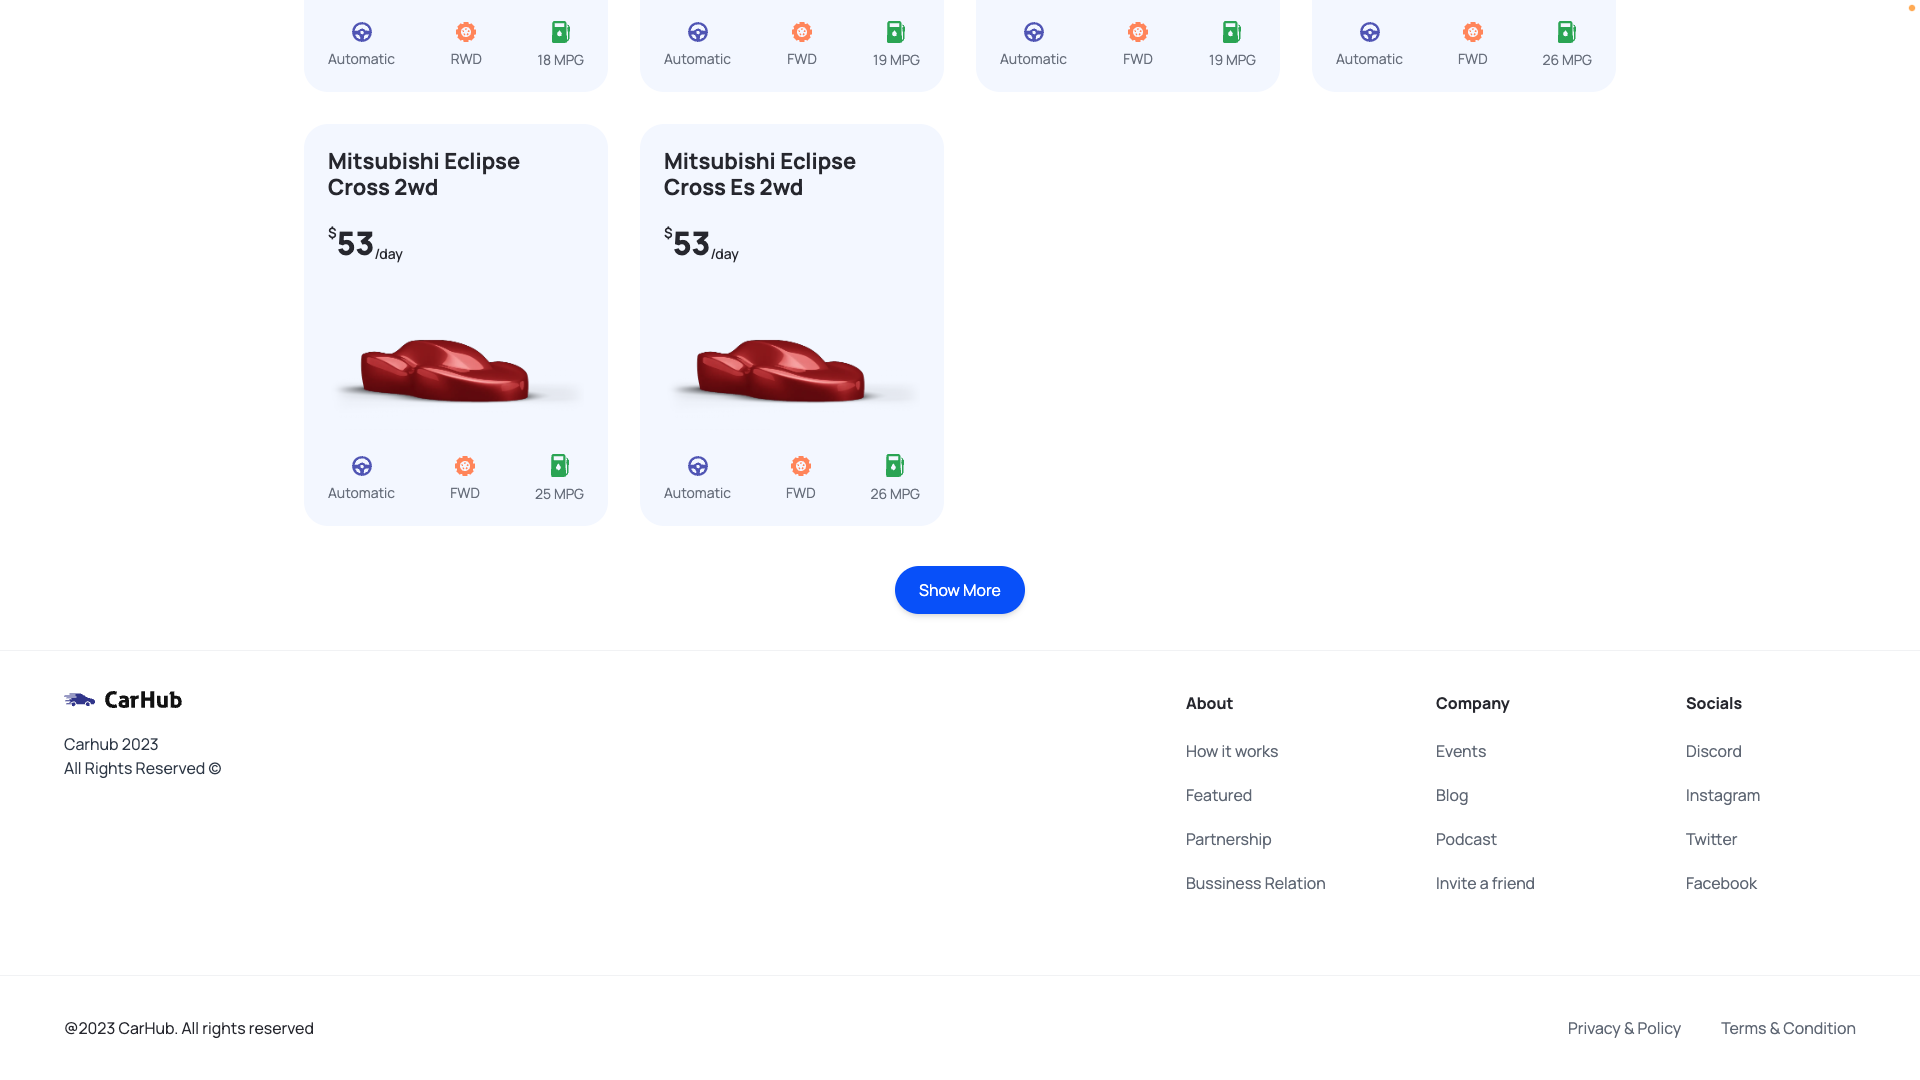 Automatic RWD 18 MPG Automatic FWD 19 MPG Automatic FWD 19 MPG Automatic FWD 26 MPG
Mitsubishi Eclipse
Cross 2wd
$53/day
Automatic FWD 25 MPG
Mitsubishi Eclipse
Cross Es 2wd
$53/day
Automatic FWD 26 MPG
Show More
CarHub
Carhub 2023
All Rights Reserved ©
About
How it works
Featured
Partnership
Bussiness Relation
Company
Events
Blog
Podcast
Invite a friend
Socials
Discord
Instagram
Twitter
Facebook
@2023 CarHub. All rights reserved
Privacy & Policy
Terms & Condition